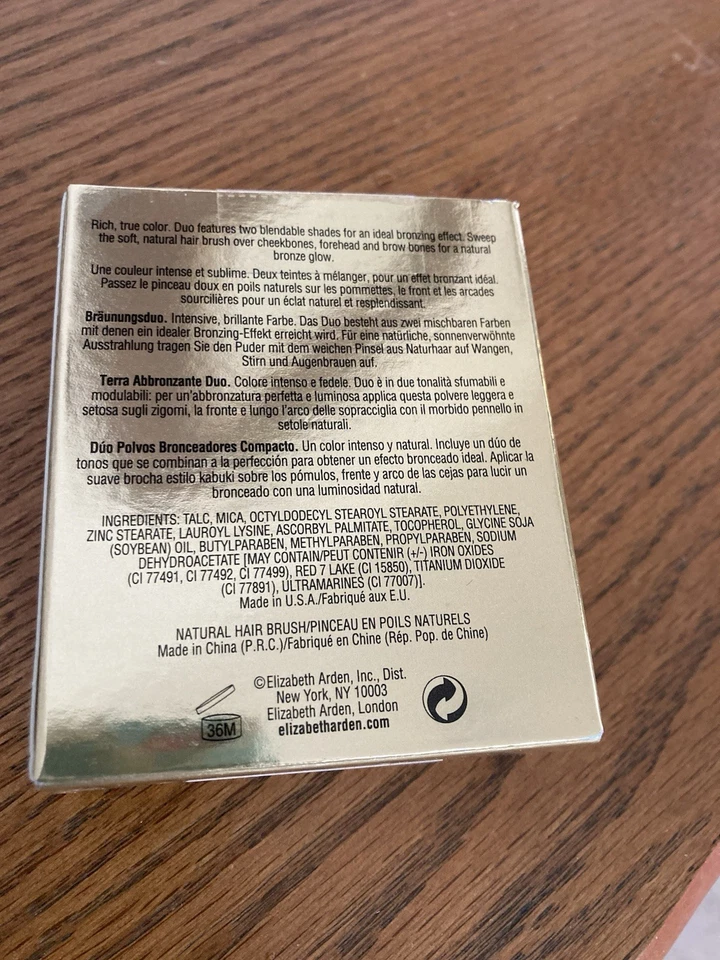 Rich, true color. Duo features two blendable shades for an ideal bronzing effect. Sweep
the soft, natural hair brush over cheekbones, forehead and brow bones for a natural
bronze glow.
Une couleur intense et sublime. Deux teintes à mélanger, pour un effet bronzant idéal.
Passez le pinceau doux en poils naturels sur les pommettes, le front et les arcades
sourcilières pour un éclat naturel et resplendissant.
Bräunungsduo. Intensive, brillante Farbe. Das Duo besteht aus zwei mischbaren Farben
mit denen ein idealer Bronzing-Effekt erreicht wird. Für eine natürliche, sonnenverwöhnte
Ausstrahlung tragen Sie den Puder mit dem weichen Pinsel aus Naturhaar auf Wangen,
Stirn und Augenbrauen auf.
Terra Abbronzante Duo. Colore intenso e fedele. Duo è in due tonalità sfumabili e
modulabili: per un'abbronzatura perfetta e luminosa applica questa polvere leggera e
setosa sugli zigomi, la fronte e lungo l'arco delle sopracciglia con il morbido pennello in
setole naturali.
Dúo Polvos Bronceadores Compacto. Un color intenso y natural. Incluye un dúo de
tonos que se combinan a la perfección para obtener un efecto bronceado ideal. Aplicar la
suave brocha estilo kabuki sobre los pómulos, frente y arco de las cejas para lucir un
bronceado con una luminosidad natural.
INGREDIENTS: TALC, MICA, OCTYLDODECYL STEAROYL STEARATE, POLYETHYLENE,
ZINC STEARATE, LAUROYL LYSINE, ASCORBYL PALMITATE, TOCOPHEROL, GLYCINE SOJA
(SOYBEAN) OIL, BUTYLPARABEN, METHYLPARABEN, PROPYLPARABEN, SODIUM
DEHYDROACETATE [MAY CONTAIN/PEUT CONTENIR (+/-) IRON OXIDES
(CI 77491, CI 77492, CI 77499), RED 7 LAKE (CI 15850), TITANIUM DIOXIDE
(CI 77891), ULTRAMARINES (CI 77007)].
Made in U.S.A./Fabriqué aux E.U.
NATURAL HAIR BRUSH/PINCEAU EN POILS NATURELS
Made in China (P.R.C.)/Fabriqué en Chine (Rép. Pop. de Chine)
©Elizabeth Arden, Inc., Dist.
New York, NY 10003
Elizabeth Arden, London
elizabetharden.com
36M